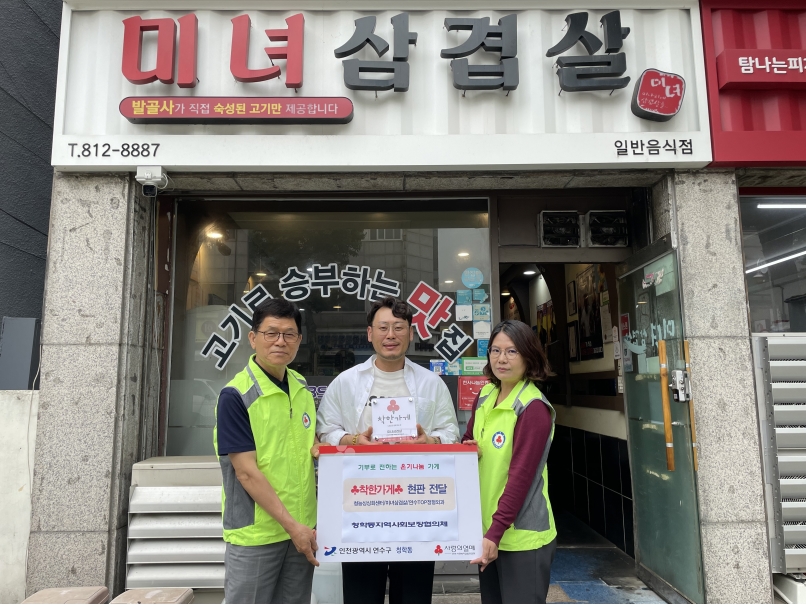 미녀삼겹살
발골사가 직접 숙성된 고기만 제공합니다
미녀
T.812-8887
일반음식점
탐나는피
고기로 승부하는 맛집
미녀
착한가게
기부로 전하는 온기나눔 가게
착한가게 현판 전달
청학동지역사회보장협의체
인천광역시 연수구 청학동
사랑의열매